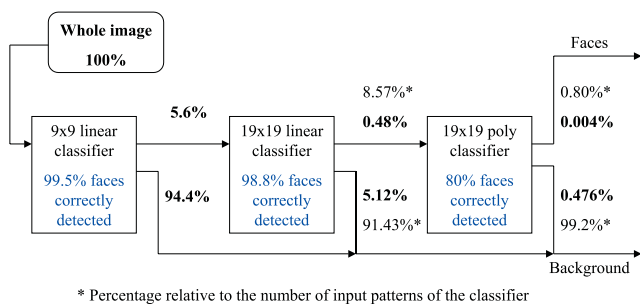 Whole image
100%
Faces
8.57%*
0.80%*
5.6%
0.48%
0.004%
9x9 linear
classifier
99.5% faces
correctly
detected
19x19 linear
classifier
98.8% faces
correctly
detected
19x19 poly
classifier
80% faces
correctly
detected
94.4%
5.12%
0.476%
91.43%*
99.2%*
Background
* Percentage relative to the number of input patterns of the classifier